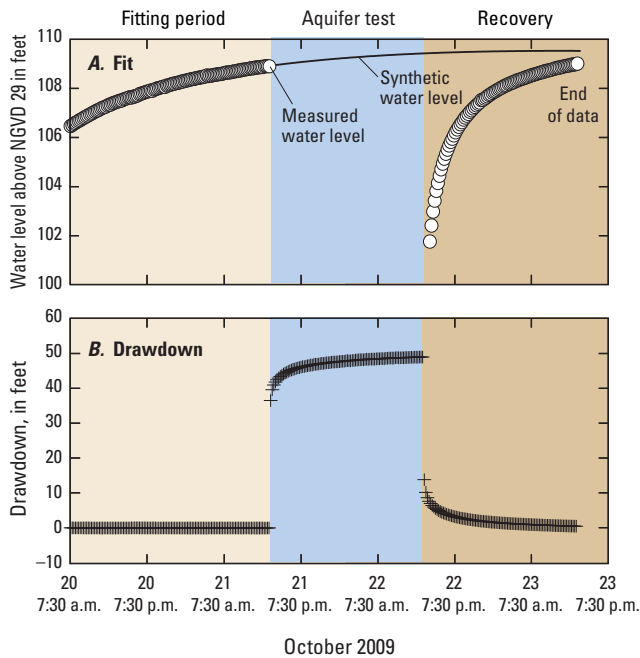 Fitting period Aquifer test Recovery
110
108
106
104
102
100
Water level above NGVD 29 in feet
A. Fit
Measured
water level
Synthetic
water level
End
of data
60
50
40
30
20
10
0
−10
Drawdown, in feet
B. Drawdown
20 20 21 21 22 22 23 23
7:30 a.m. 7:30 p.m. 7:30 a.m. 7:30 p.m. 7:30 a.m. 7:30 p.m. 7:30 a.m. 7:30 p.m.
October 2009